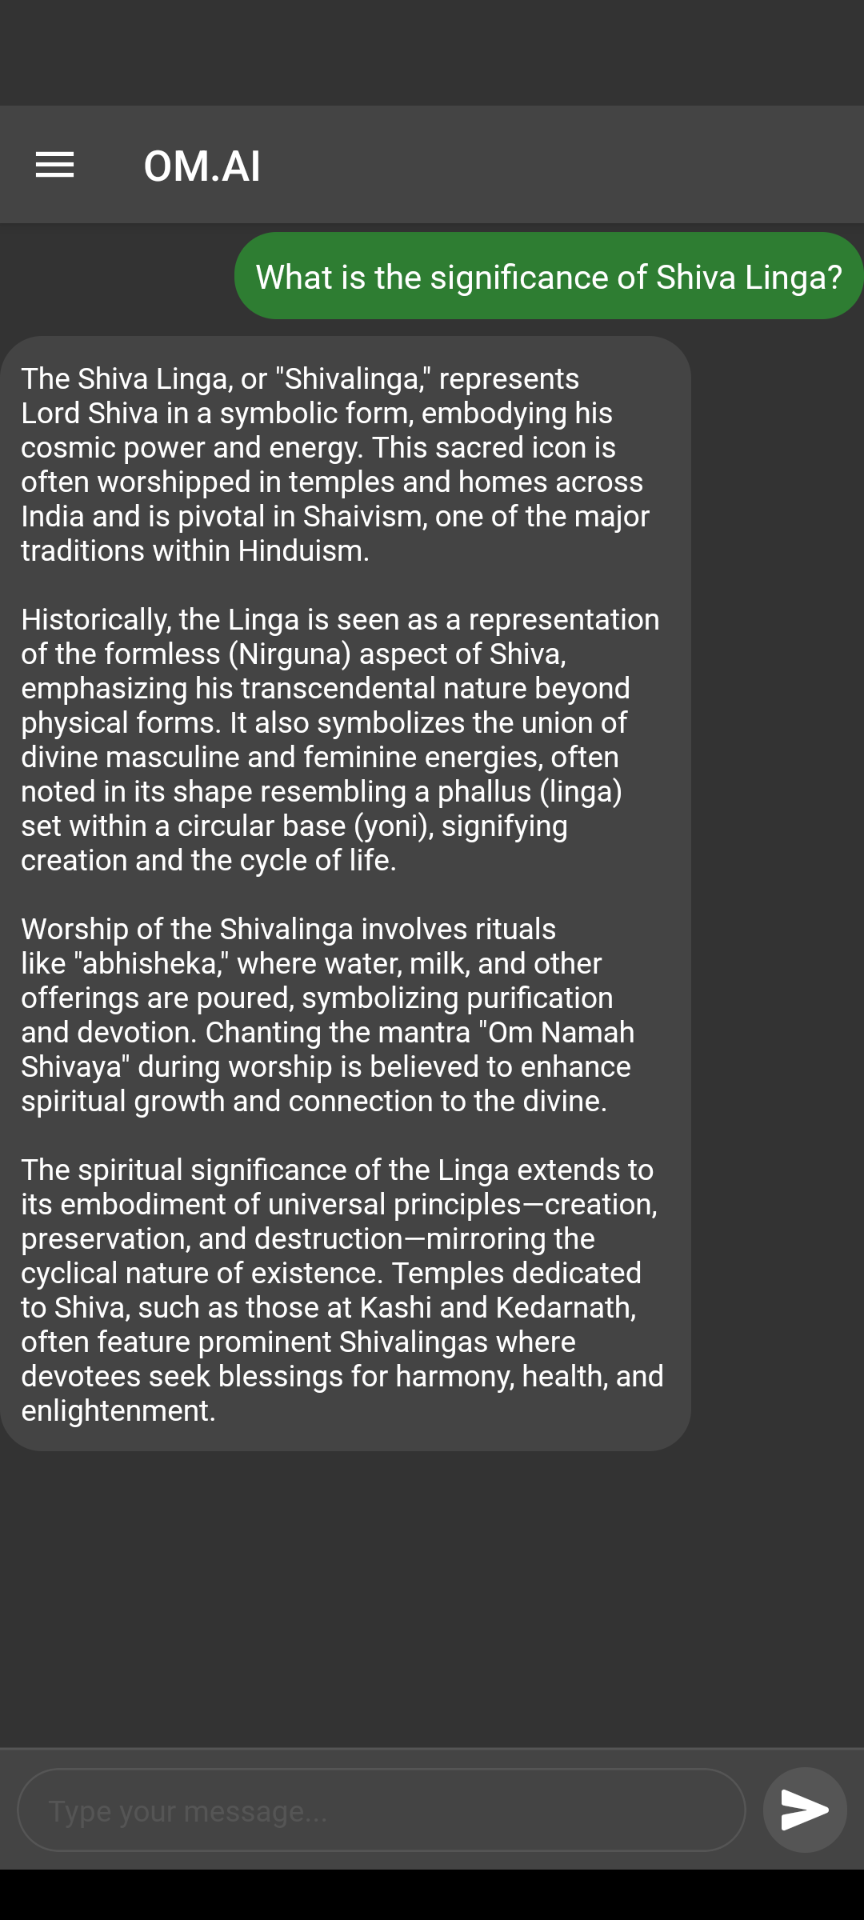 OM.AI
What is the significance of Shiva Linga?
The Shiva Linga, or "Shivalinga," represents
Lord Shiva in a symbolic form, embodying his
cosmic power and energy. This sacred icon is
often worshipped in temples and homes across
India and is pivotal in Shaivism, one of the major
traditions within Hinduism.
Historically, the Linga is seen as a representation
of the formless (Nirguna) aspect of Shiva,
emphasizing his transcendental nature beyond
physical forms. It also symbolizes the union of
divine masculine and feminine energies, often
noted in its shape resembling a phallus (linga)
set within a circular base (yoni), signifying
creation and the cycle of life.
Worship of the Shivalinga involves rituals
like "abhisheka," where water, milk, and other
offerings are poured, symbolizing purification
and devotion. Chanting the mantra "Om Namah
Shivaya" during worship is believed to enhance
spiritual growth and connection to the divine.
The spiritual significance of the Linga extends to
its embodiment of universal principles—creation,
preservation, and destruction—mirroring the
cyclical nature of existence. Temples dedicated
to Shiva, such as those at Kashi and Kedarnath,
often feature prominent Shivalingas where
devotees seek blessings for harmony, health, and
enlightenment.
Type your message...